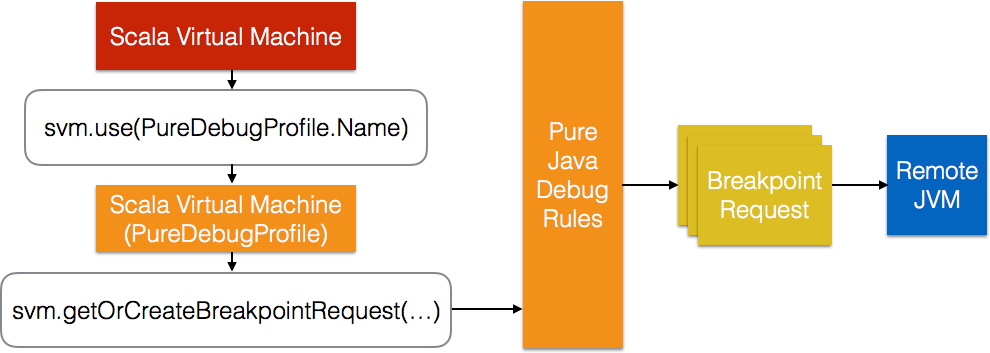 Scala Virtual Machine
svm.use(PureDebugProfile.Name)
Scala Virtual Machine
(PureDebugProfile)
svm.getOrCreateBreakpointRequest(…)
Pure
Java
Debug
Rules
Breakpoint
Request
Remote
JVM